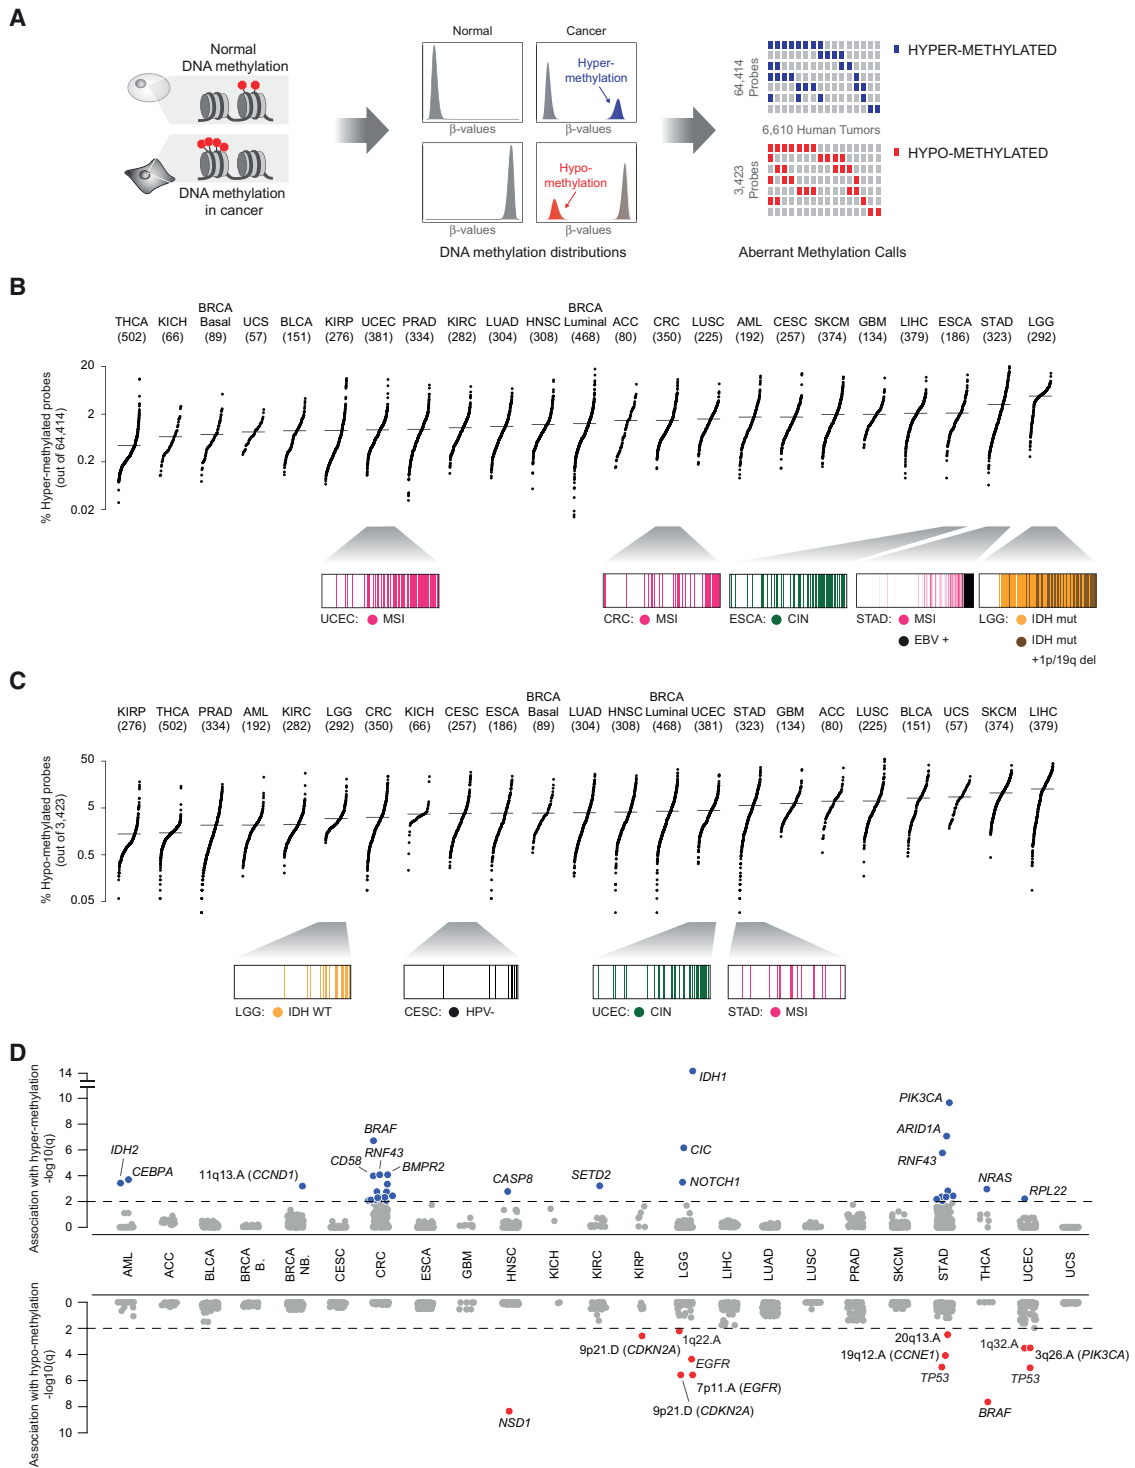 A
Normal
DNA methylation
DNA methylation
in cancer
Normal
Cancer
Hyper-
methylation
β-values
β-values
Hypo-
methylation
β-values
β-values
DNA methylation distributions
64,414
Probes
HYPER-METHYLATED
6,610 Human Tumors
3,423
Probes
HYPO-METHYLATED
Aberrant Methylation Calls
B
THCA
(502)
KICH
(66)
BRCA
Basal
(89)
UCS
(57)
BLCA
(151)
KIRP
(276)
UCEC
(381)
PRAD
(334)
KIRC
(282)
LUAD
(304)
HNSC
(308)
BRCA
Luminal
(468)
ACC
(80)
CRC
(350)
LUSC
(225)
AML
(192)
CESC
(257)
SKCM
(374)
GBM
(134)
LIHC
(379)
ESCA
(186)
STAD
(323)
LGG
(292)
% Hyper-methylated probes
(out of 64,414)
20
2
0.2
0.02
UCEC: MSI
CRC: MSI
ESCA: CIN
STAD: MSI
EBV +
LGG: IDH mut
IDH mut
+1p/19q del
C
KIRP
(276)
THCA
(502)
PRAD
(334)
AML
(192)
KIRC
(282)
LGG
(292)
CRC
(350)
KICH
(66)
CESC
(257)
ESCA
(186)
BRCA
Basal
(89)
LUAD
(304)
HNSC
(308)
BRCA
Luminal
(468)
UCEC
(381)
STAD
(323)
GBM
(134)
ACC
(80)
LUSC
(225)
BLCA
(151)
UCS
(57)
SKCM
(374)
LIHC
(379)
% Hypo-methylated probes
(out of 3,423)
50
5
0.5
0.05
LGG: IDH WT
CESC: HPV-
UCEC: CIN
STAD: MSI
D
Association with hyper-methylation
-log10(q)
14
10
8
6
4
2
0
IDH2
CEBPA
11q13.A (CCND1)
BRAF
RNF43
CD58
BMPR2
CASP8
SETD2
IDH1
CIC
NOTCH1
PIK3CA
ARID1A
RNF43
NRAS
RPL22
AML
ACC
BLCA
BRCA
B.
BRCA
NB.
CESC
CRC
ESCA
GBM
HNSC
KICH
KIRC
KIRP
LGG
LIHC
LUAD
LUSC
PRAD
SKCM
STAD
THCA
UCEC
UCS
Association with hypo-methylation
-log10(q)
0
2
4
6
8
10
NSD1
9p21.D (CDKN2A)
1q22.A
EGFR
7p11.A (EGFR)
9p21.D (CDKN2A)
20q13.A
19q12.A (CCNE1)
TP53
BRAF
1q32.A
3q26.A (PIK3CA)
TP53